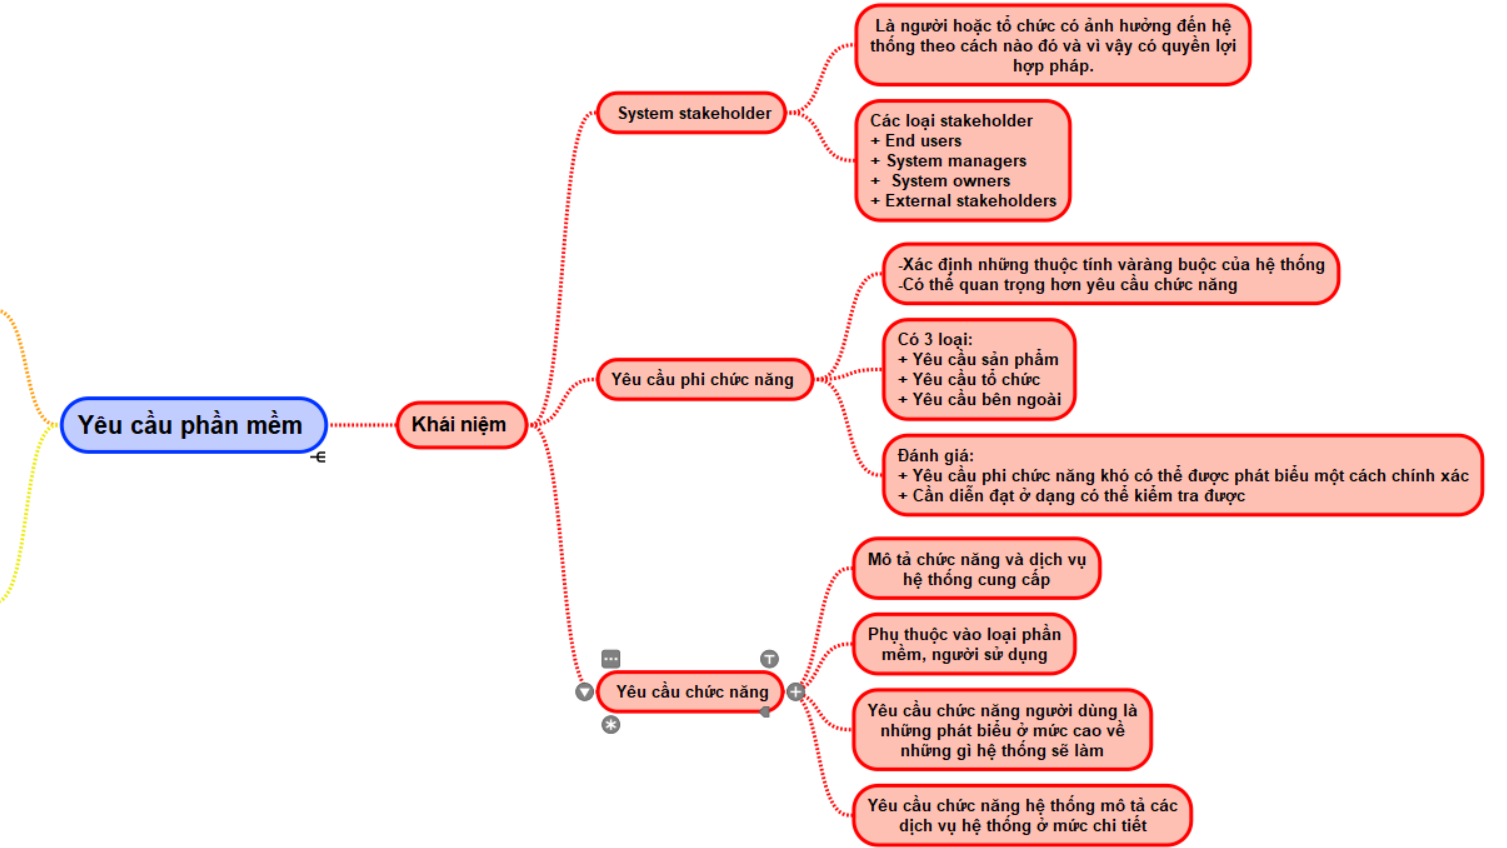 Yêu cầu phần mềm
Khái niệm
System stakeholder
Là người hoặc tổ chức có ảnh hưởng đến hệ
thống theo cách nào đó và vì vậy có quyền lợi
hợp pháp.
Các loại stakeholder
+ End users
+ System managers
+ System owners
+ External stakeholders
Yêu cầu phi chức năng
-Xác định những thuộc tính vàràng buộc của hệ thống
-Có thể quan trọng hơn yêu cầu chức năng
Có 3 loại:
+ Yêu cầu sản phẩm
+ Yêu cầu tổ chức
+ Yêu cầu bên ngoài
Đánh giá:
+ Yêu cầu phi chức năng khó có thể được phát biểu một cách chính xác
+ Cần diễn đạt ở dạng có thể kiểm tra được
Yêu cầu chức năng
Mô tả chức năng và dịch vụ
hệ thống cung cấp
Phụ thuộc vào loại phần
mềm, người sử dụng
Yêu cầu chức năng người dùng là
những phát biểu ở mức cao về
những gì hệ thống sẽ làm
Yêu cầu chức năng hệ thống mô tả các
dịch vụ hệ thống ở mức chi tiết